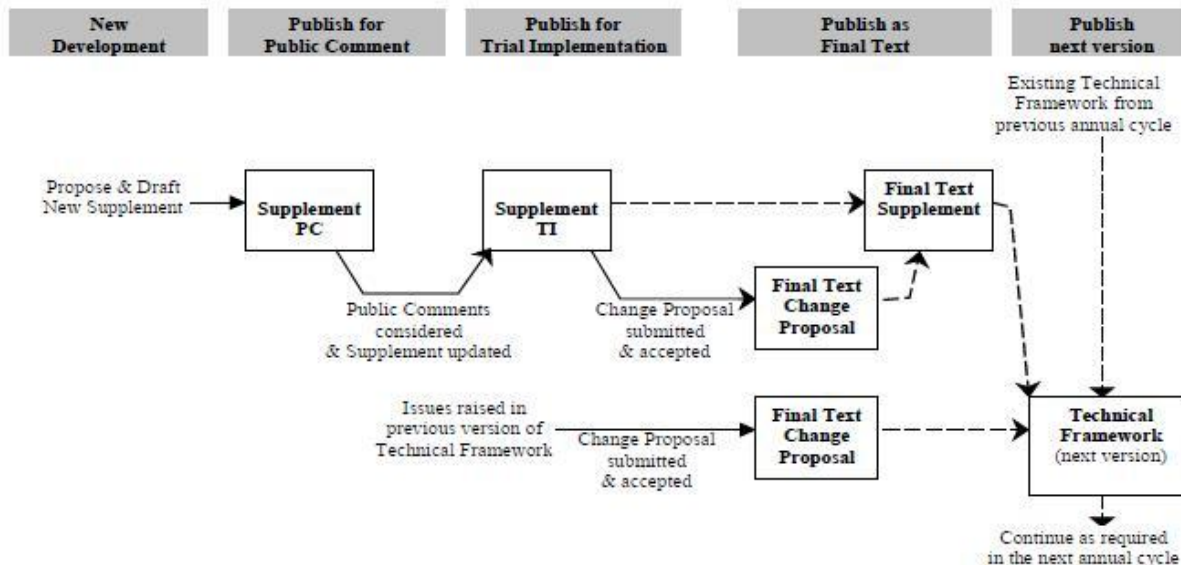 New
Development
Publish for
Public Comment
Publish for
Trial Implementation
Publish as
Final Text
Publish
next version
Existing Technical
Framework from
previous annual cycle
Propose & Draft
New Supplement
Supplement
PC
Supplement
TI
Final Text
Supplement
Public Comments
considered
& Supplement updated
Change Proposal
submitted
& accepted
Final Text
Change
Proposal
Issues raised in
previous version of
Technical Framework
Change Proposal
submitted
& accepted
Final Text
Change
Proposal
Technical
Framework
(next version)
Continue as required
in the next annual cycle